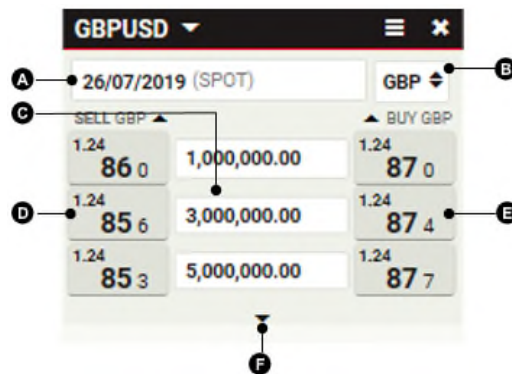 GBPUSD
A 26/07/2019 (SPOT) GBP B
C
SELL GBP BUY GBP
1.24 86 0 1,000,000.00 1.24 87 0
D 1.24 85 6 3,000,000.00 1.24 87 4 E
1.24 85 3 5,000,000.00 1.24 87 7
F